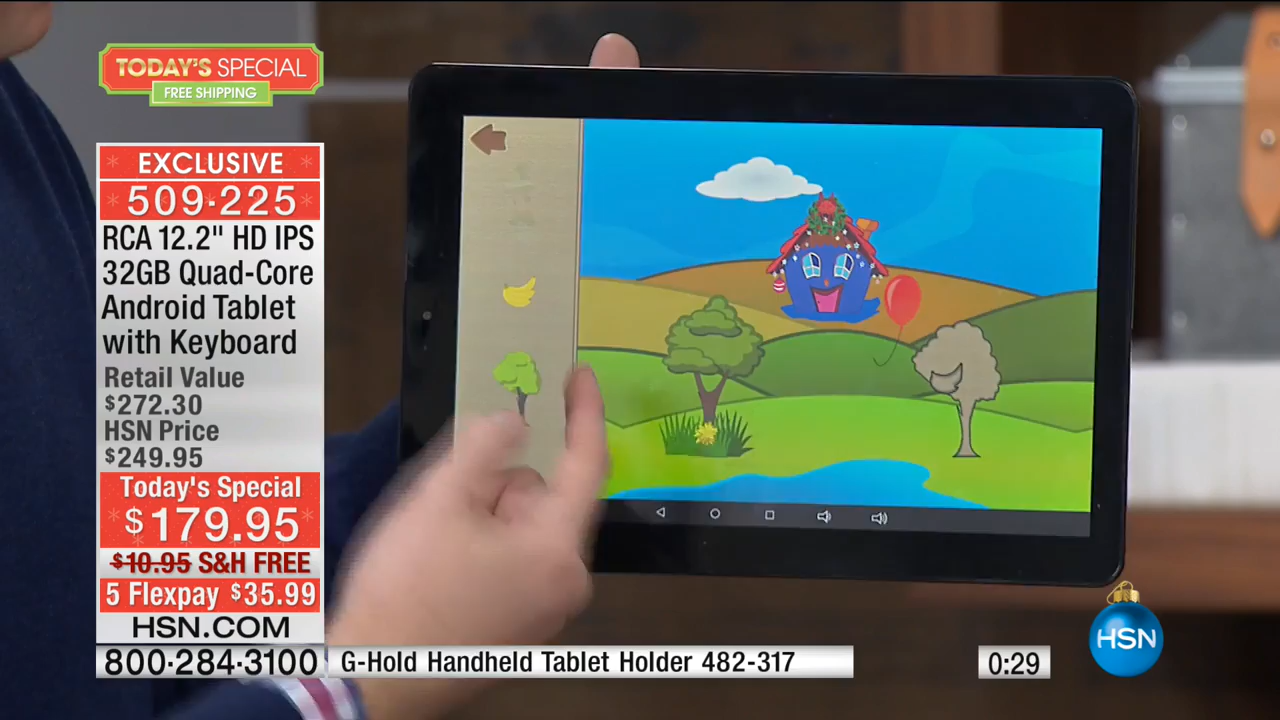 TODAY'S SPECIAL
FREE SHIPPING
EXCLUSIVE
509-225
RCA 12.2" HD IPS
32GB Quad-Core
Android Tablet
with Keyboard
Retail Value
$272.30
HSN Price
$249.95
Today's Special
$179.95
$10.95 S&H FREE
5 Flexpay $35.99
HSN.COM
800-284-3100
G-Hold Handheld Tablet Holder 482-317
0:29
HSN